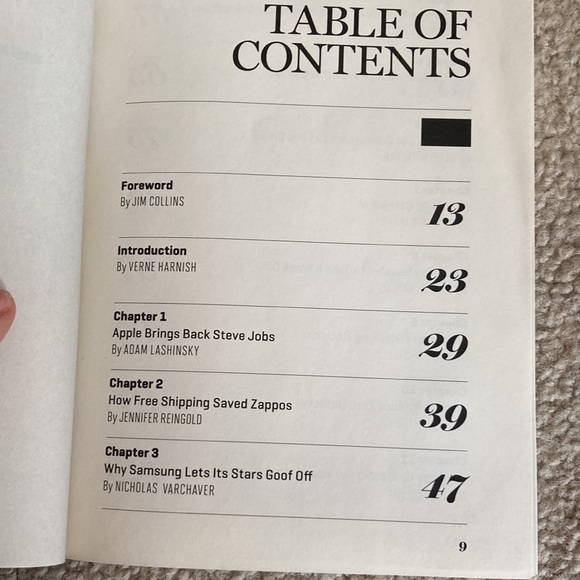 TABLE OF
CONTENTS
Foreword
By JIM COLLINS
13
Introduction
By VERNE HARNISH
23
Chapter 1
Apple Brings Back Steve Jobs
By ADAM LASHINSKY
29
Chapter 2
How Free Shipping Saved Zappos
By JENNIFER REINGOLD
39
Chapter 3
Why Samsung Lets Its Stars Goof Off
By NICHOLAS VARCHAVER
47
9